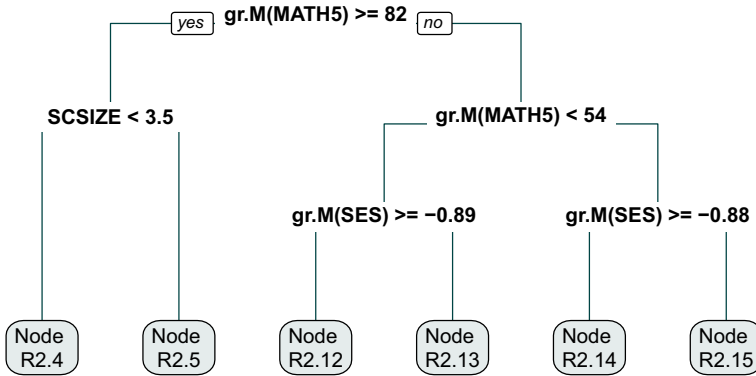 gr.M(MATH5) >= 82
yes
no
SCSIZE < 3.5
gr.M(MATH5) < 54
gr.M(SES) >= −0.89
gr.M(SES) >= −0.88
Node
R2.4
Node
R2.5
Node
R2.12
Node
R2.13
Node
R2.14
Node
R2.15